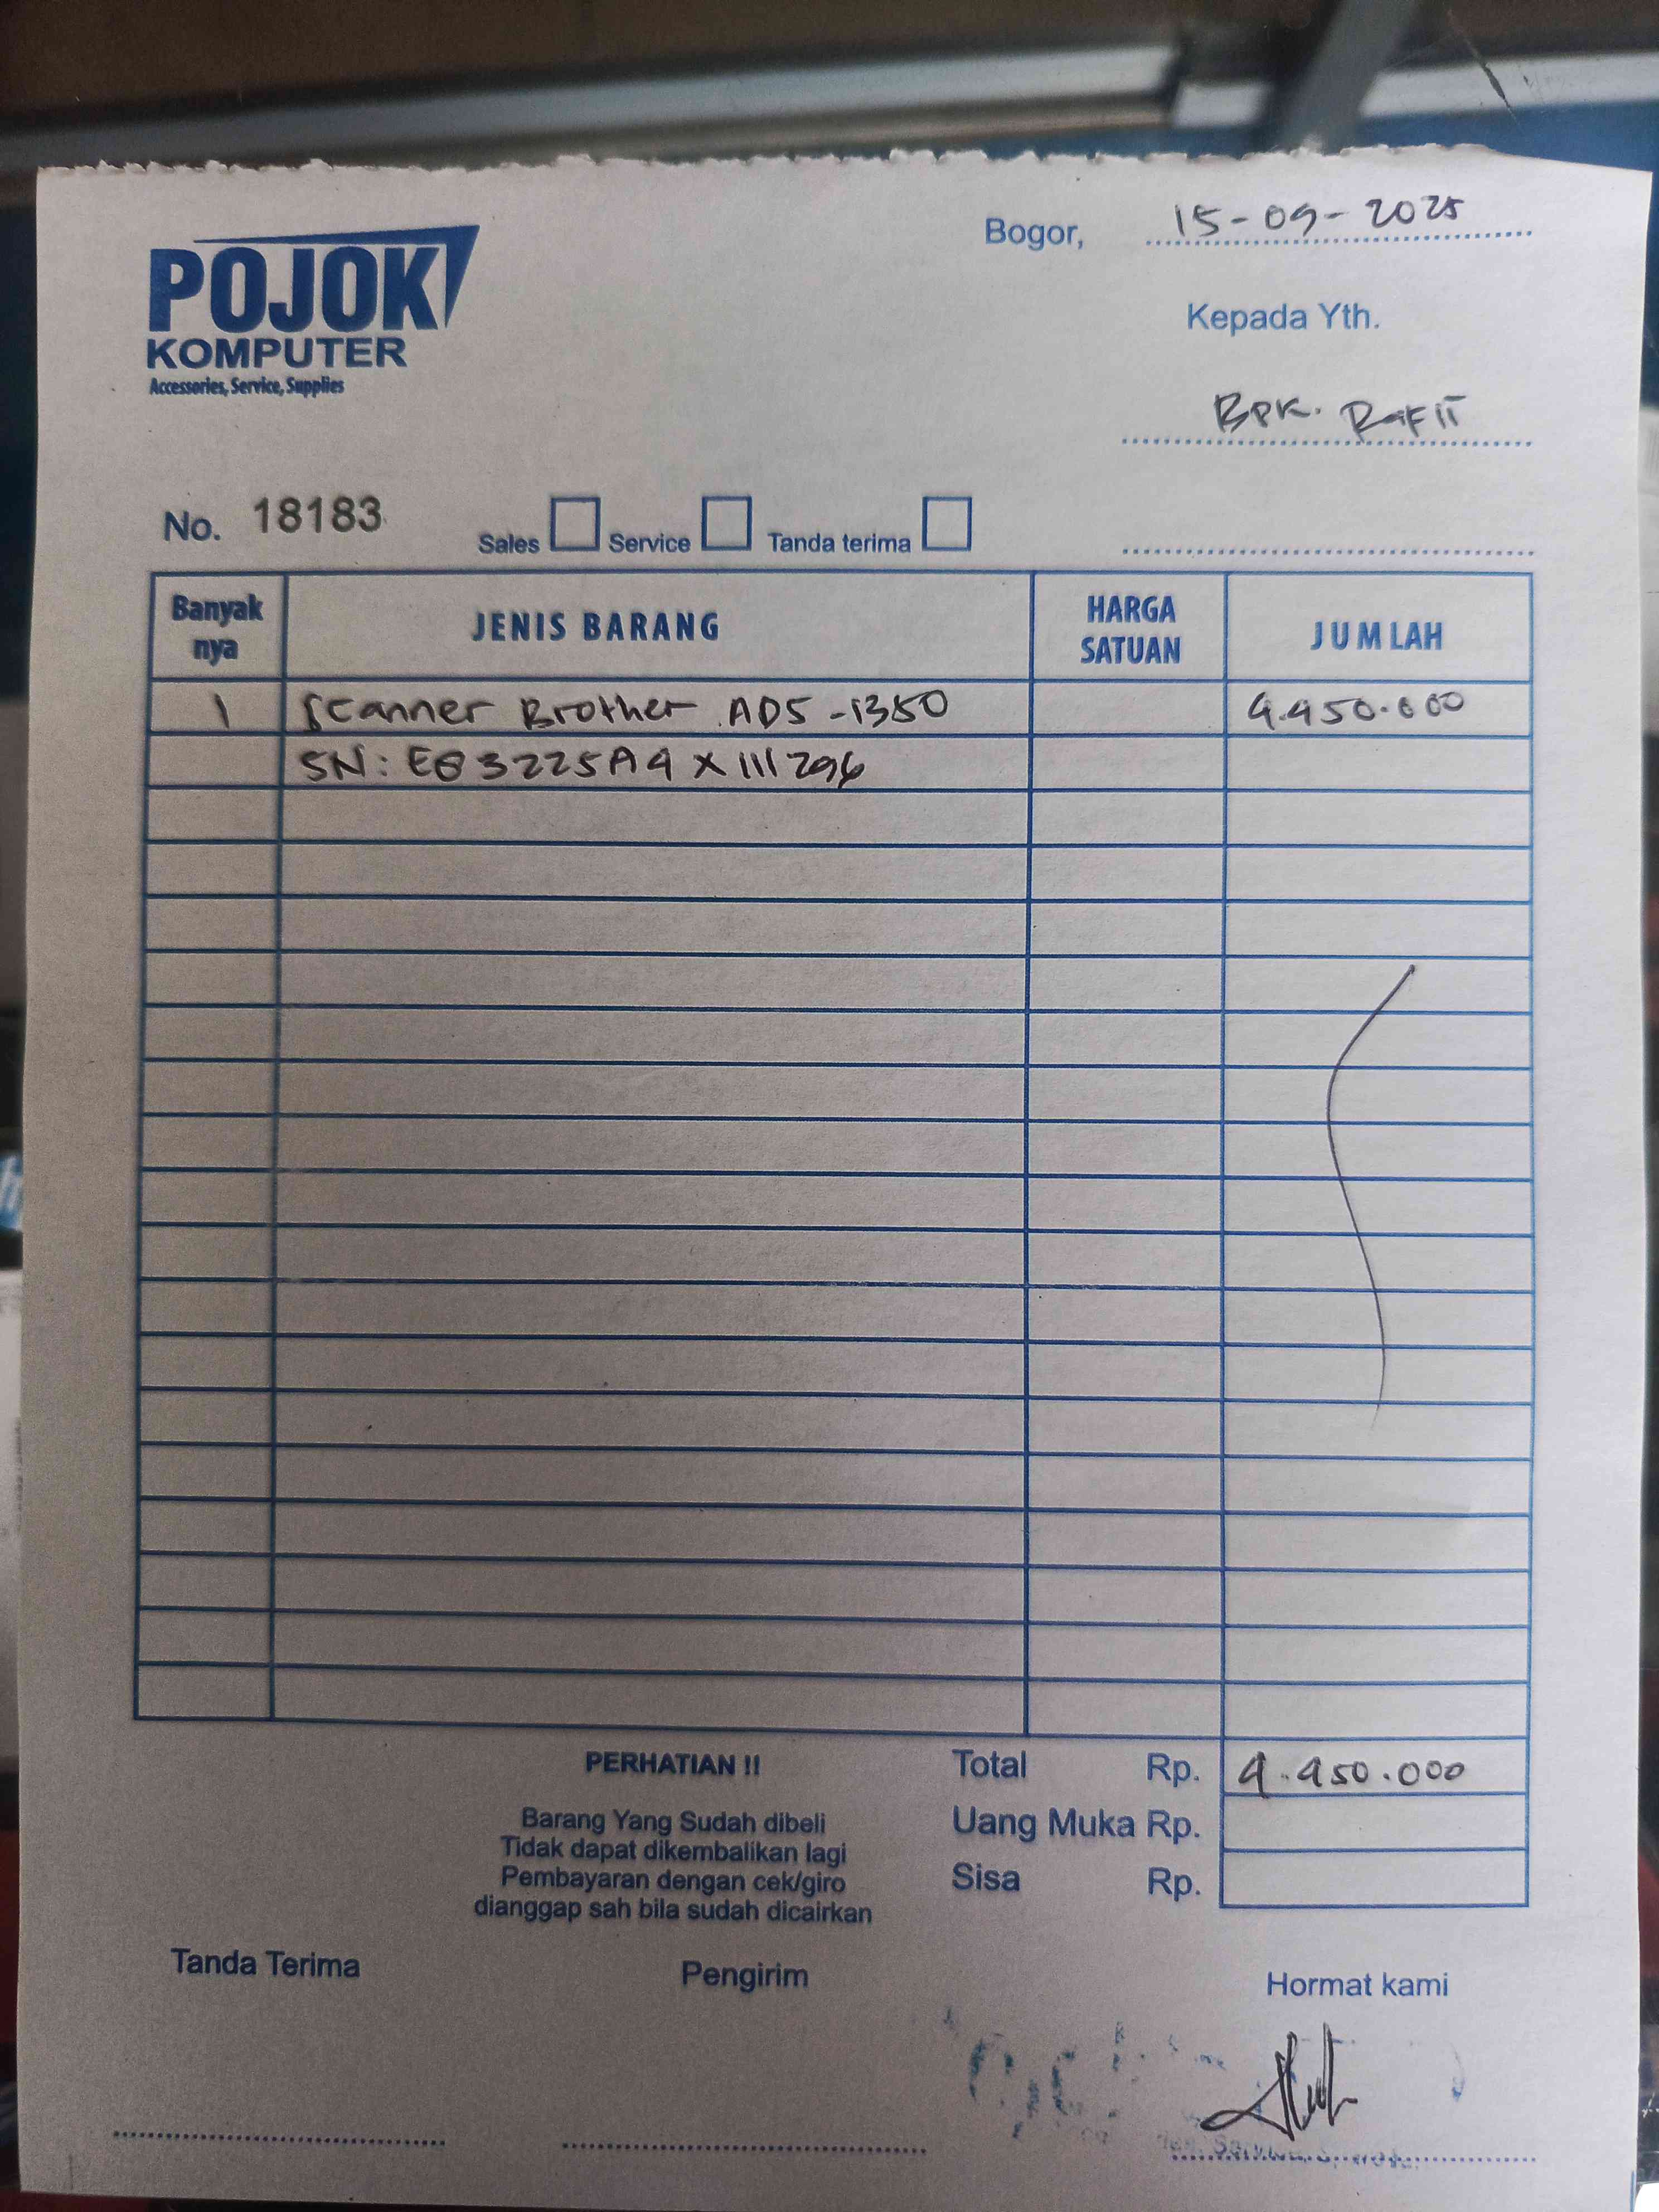 Bogor, 15-09-2025
POJOK
KOMPUTER
Accessories, Service, Supplies
Kepada Yth.
BPK. Rafii
No. 18183
Sales Service Tanda terima
Banyak nya JENIS BARANG HARGA SATUAN JUMLAH
1 Scanner Brother ADS-1350 4.450.000
SN: E83225A4X111296
PERHATIAN !!
Barang Yang Sudah dibeli
Tidak dapat dikembalikan lagi
Pembayaran dengan cek/giro
dianggap sah bila sudah dicairkan
Total Rp. 4.450.000
Uang Muka Rp.
Sisa Rp.
Tanda Terima Pengirim Hormat kami